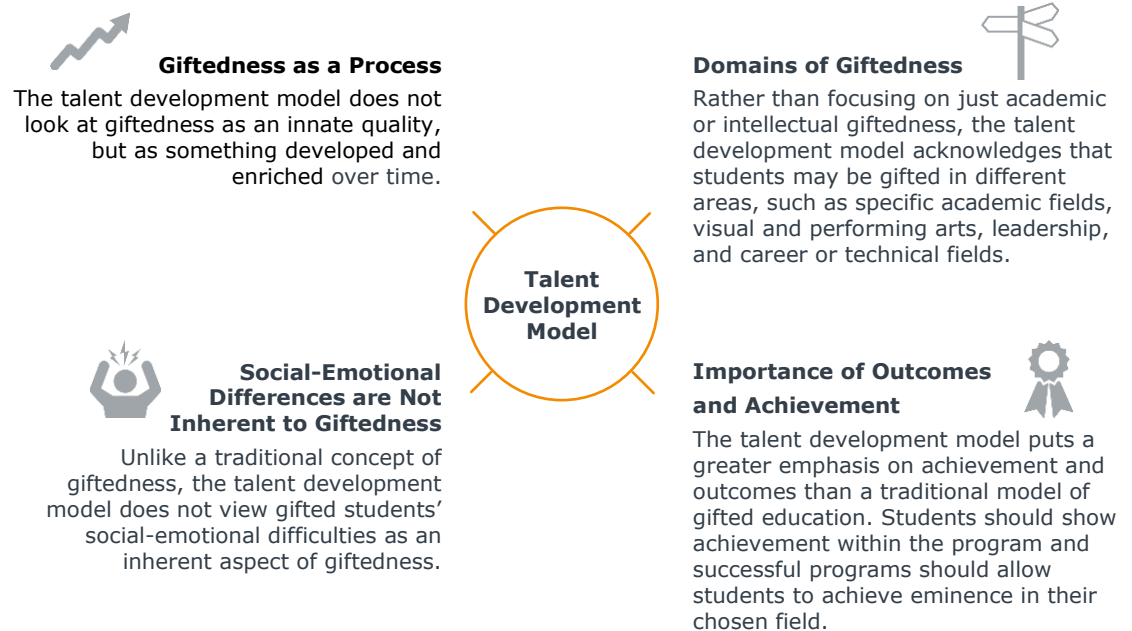 Giftedness as a Process
The talent development model does not
look at giftedness as an innate quality,
but as something developed and
enriched over time.
Domains of Giftedness
Rather than focusing on just academic
or intellectual giftedness, the talent
development model acknowledges that
students may be gifted in different
areas, such as specific academic fields,
visual and performing arts, leadership,
and career or technical fields.
Talent
Development
Model
Social-Emotional
Differences are Not
Inherent to Giftedness
Unlike a traditional concept of
giftedness, the talent development
model does not view gifted students’
social-emotional difficulties as an
inherent aspect of giftedness.
Importance of Outcomes
and Achievement
The talent development model puts a
greater emphasis on achievement and
outcomes than a traditional model of
gifted education. Students should show
achievement within the program and
successful programs should allow
students to achieve eminence in their
chosen field.